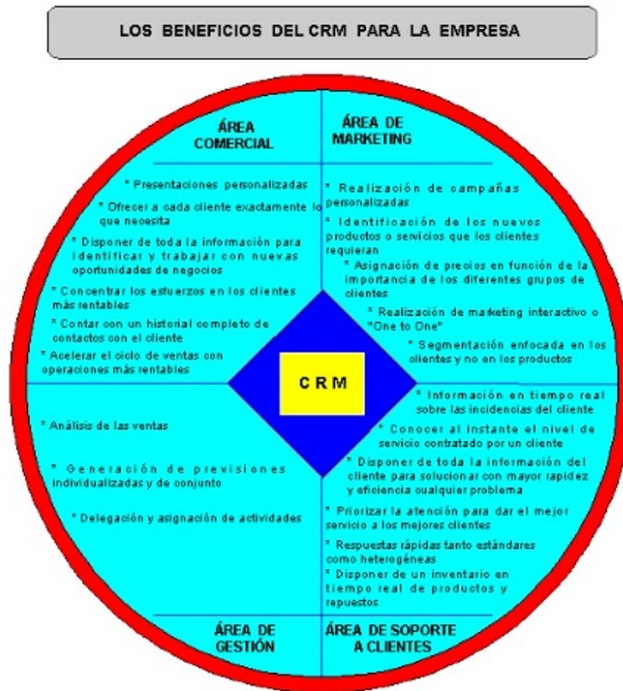 LOS BENEFICIOS DEL CRM PARA LA EMPRESA
ÁREA
COMERCIAL
* Presentaciones personalizadas
* Ofrecer a cada cliente exactamente lo
que necesita
* Disponer de toda la información para
identificar y trabajar con nuevas
oportunidades de negocios
* Concentrar los esfuerzos en los clientes
más rentables
* Contar con un historial completo de
contactos con el cliente
* Acelerar el ciclo de ventas con
operaciones más rentables
ÁREA DE
MARKETING
* Realización de campañas
personalizadas
* Identificación de los nuevos
productos o servicios que los clientes
requieran
* Asignación de precios en función de la
importancia de los diferentes grupos de
clientes
* Realización de marketing interactivo o
"One to One"
* Segmentación enfocada en los
clientes y no en los productos
CRM
* Análisis de las ventas
* Generación de previsiones
individualizadas y de conjunto
* Delegación y asignación de actividades
ÁREA DE
GESTIÓN
* Información en tiempo real
sobre las incidencias del cliente
* Conocer al instante el nivel de
servicio contratado por un cliente
* Disponer de toda la información del
cliente para solucionar con mayor rapidez
y eficiencia cualquier problema
* Priorizar la atención para dar el mejor
servicio a los mejores clientes
* Respuestas rápidas tanto estándares
como heterogéneas
* Disponer de un inventario en
tiempo real de productos y
repuestos
ÁREA DE SOPORTE
A CLIENTES